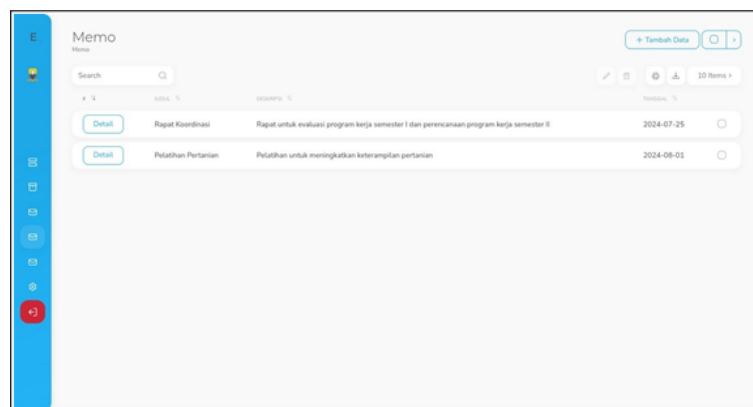 E
Memo
Memo
+ Tambah Data
Search
10 Items
# JUDUL DESKRIPSI TANGGAL
Detail Rapat Koordinasi Rapat untuk evaluasi program kerja semester I dan perencanaan program kerja semester II 2024-07-25
Detail Pelatihan Pertanian Pelatihan untuk meningkatkan keterampilan pertanian 2024-08-01